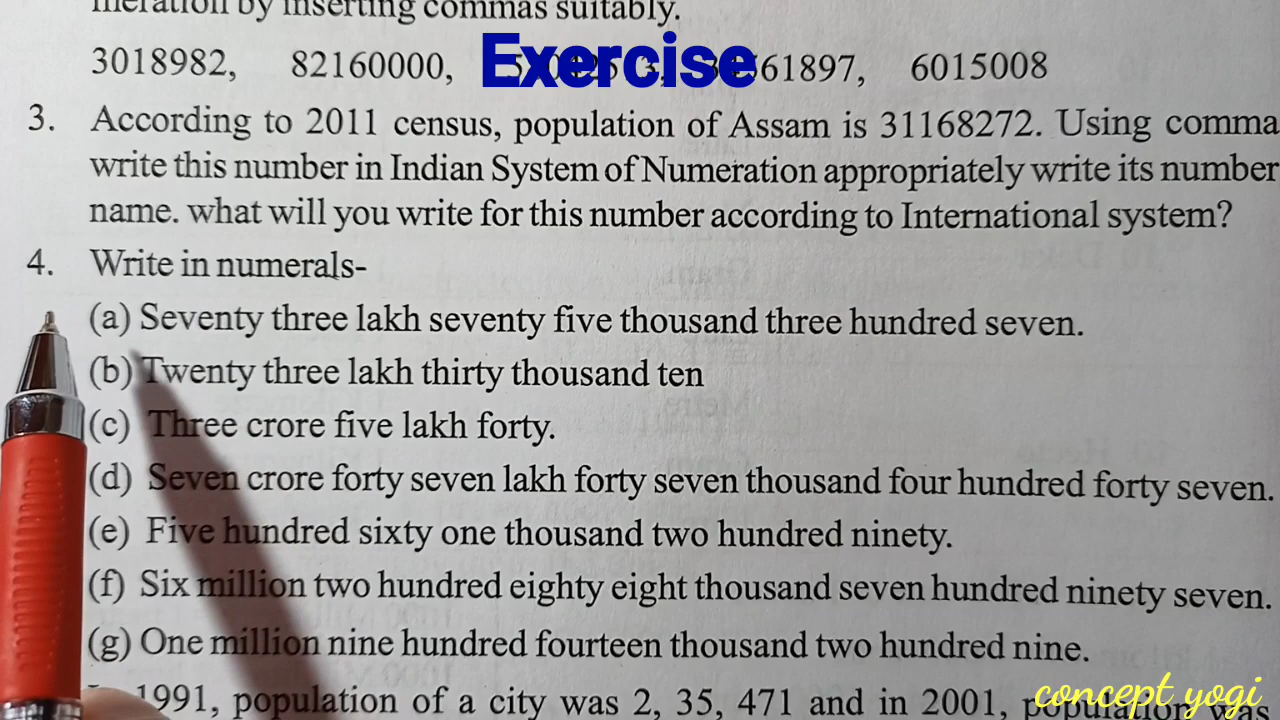 meration by inserting commas suitably.
Exercise
3018982, 82160000, 61897, 6015008
3. According to 2011 census, population of Assam is 31168272. Using comma
write this number in Indian System of Numeration appropriately write its number
name. what will you write for this number according to International system?
4. Write in numerals-
(a) Seventy three lakh seventy five thousand three hundred seven.
(b) Twenty three lakh thirty thousand ten
(c) Three crore five lakh forty.
(d) Seven crore forty seven lakh forty seven thousand four hundred forty seven.
(e) Five hundred sixty one thousand two hundred ninety.
(f) Six million two hundred eighty eight thousand seven hundred ninety seven.
(g) One million nine hundred fourteen thousand two hundred nine.
1991, population of a city was 2, 35, 471 and in 2001, population was
concept yogi